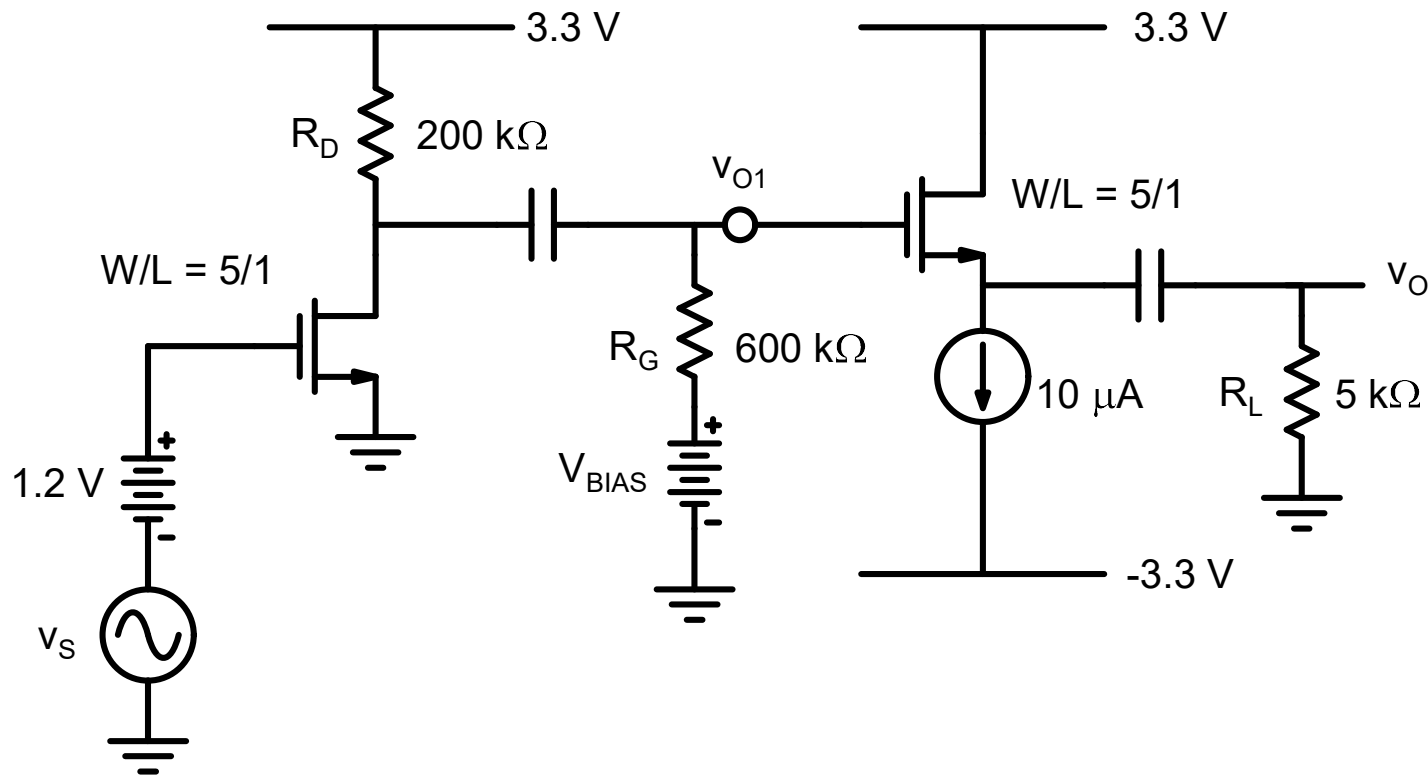 3.3 V
3.3 V
R_D
200 kΩ
v_O1
W/L = 5/1
W/L = 5/1
v_O
R_G
600 kΩ
10 μA
R_L
5 kΩ
+
+
1.2 V
V_BIAS
-
-
-3.3 V
v_S